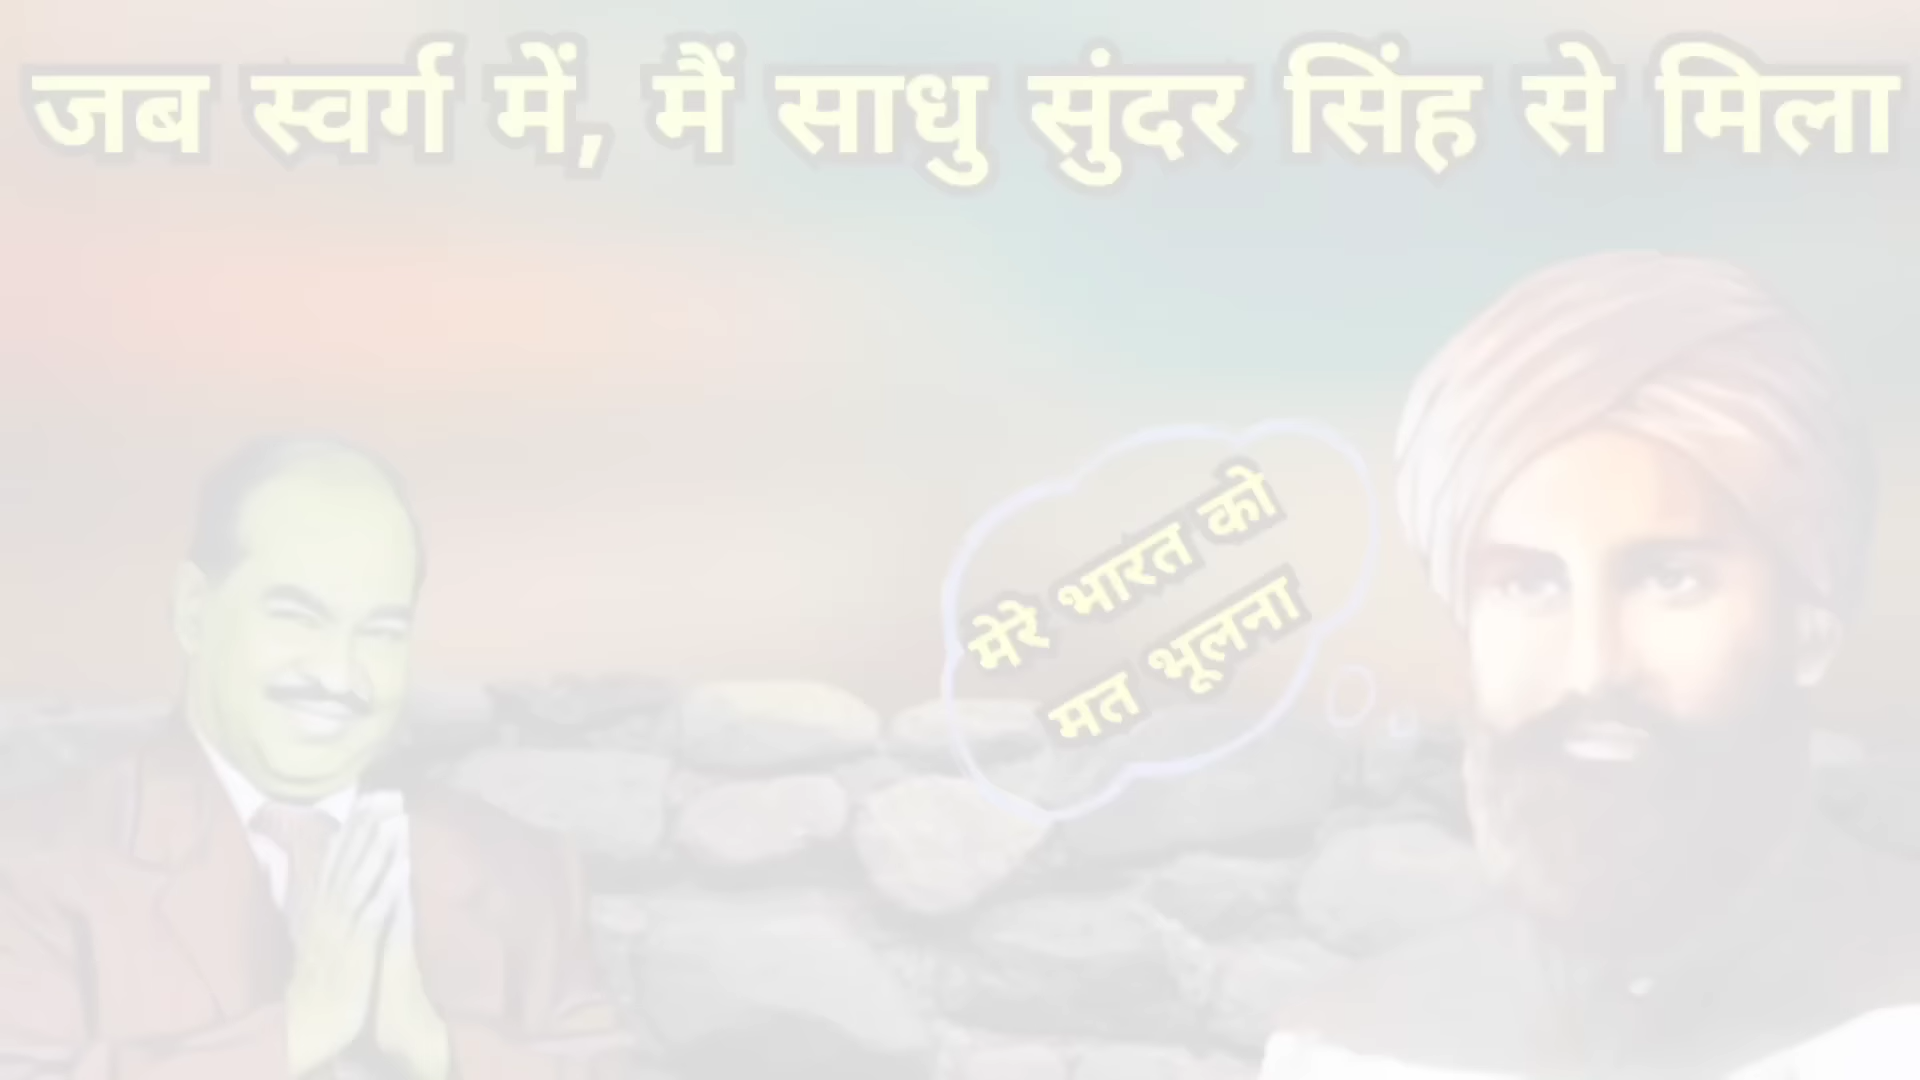 जब स्वर्ग में, मैं साधु सुंदर सिंह से मिला
मेरे भारत को
मत भूलना